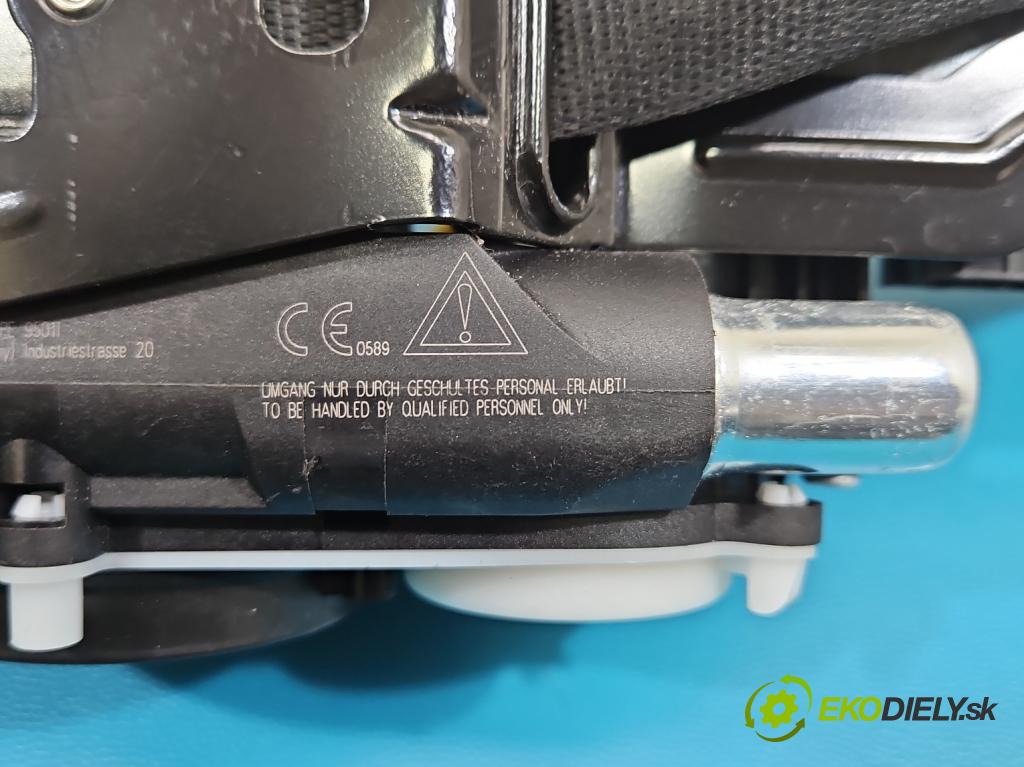 95011
Industriestrasse 20
CE 0589
UMGANG NUR DURCH GESCHULTES PERSONAL ERLAUBT!
TO BE HANDLED BY QUALIFIED PERSONNEL ONLY!
EKODIELY.sk